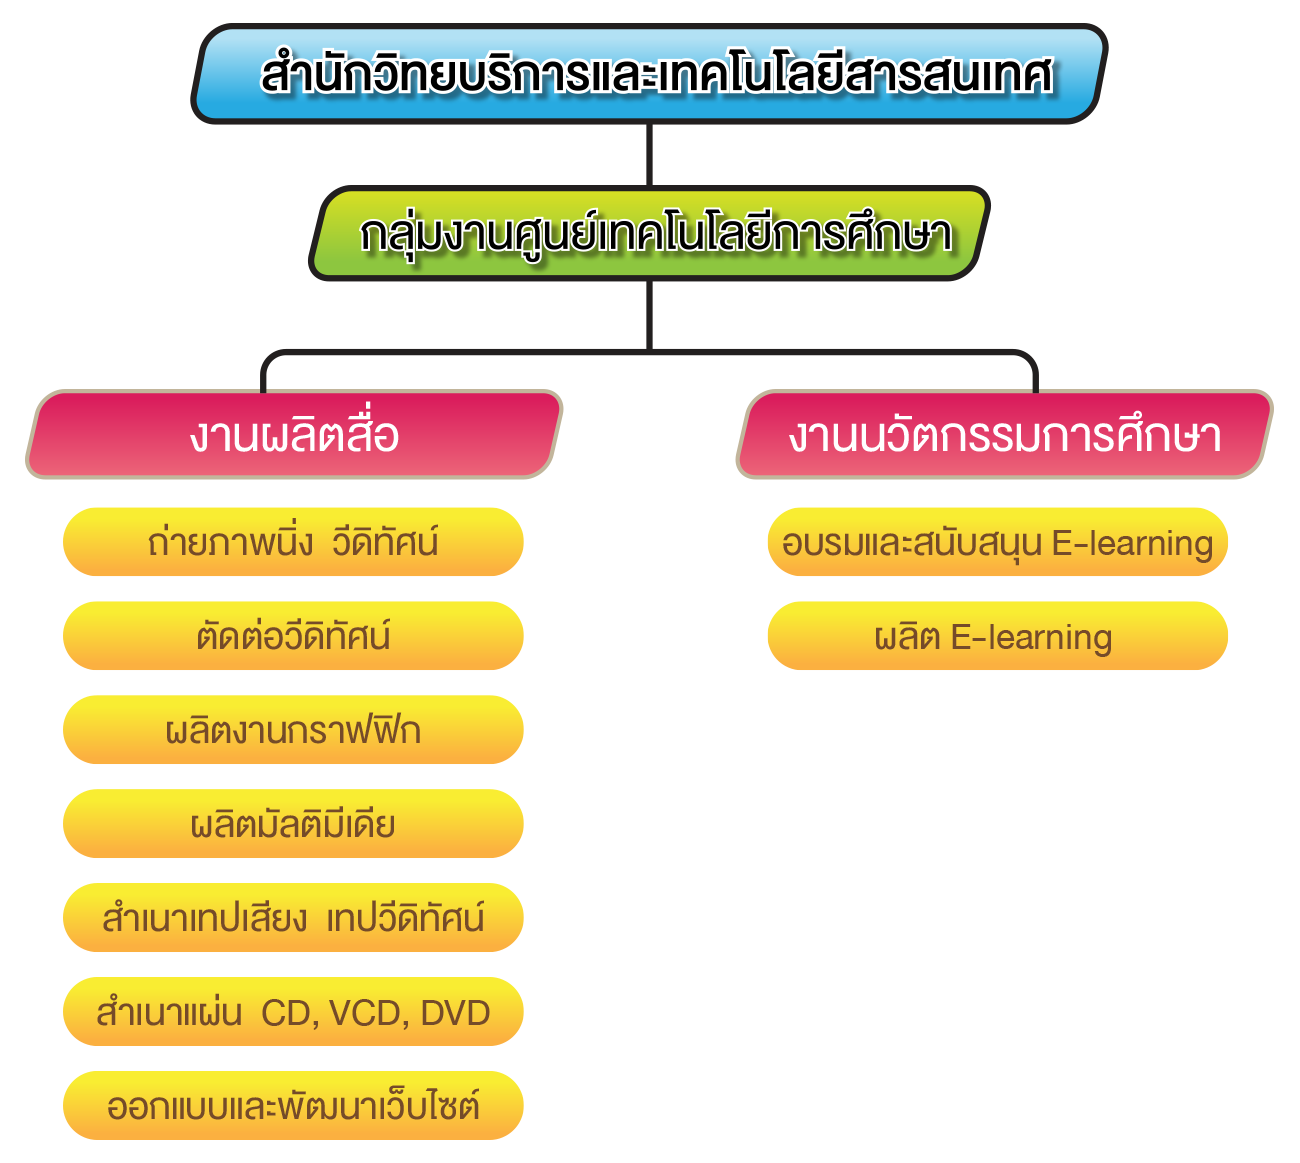 สำนักวิทยบริการและเทคโนโลยีสารสนเทศ
กลุ่มงานศูนย์เทคโนโลยีการศึกษา
งานผลิตสื่อ
ถ่ายภาพนิ่ง วีดิทัศน์
ตัดต่อวีดิทัศน์
ผลิตงานกราฟฟิก
ผลิตมัลติมีเดีย
สำเนาเทปเสียง เทปวีดิทัศน์
สำเนาแผ่น CD, VCD, DVD
ออกแบบและพัฒนาเว็บไซต์
งานนวัตกรรมการศึกษา
อบรมและสนับสนุน E-learning
ผลิต E-learning